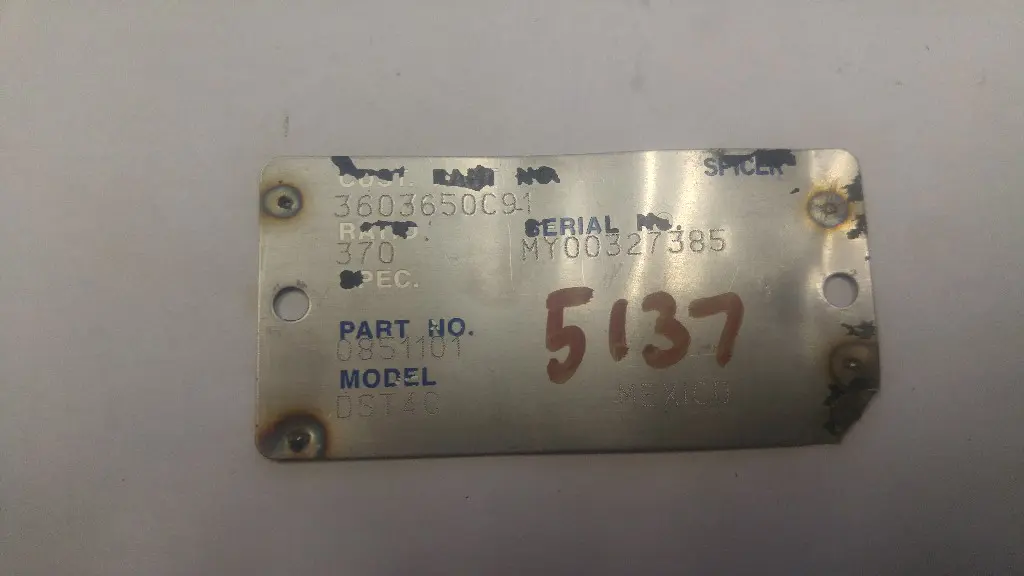 CUST. PART NO. SPICER
3603650C91
RATIO SERIAL NO.
370 MY00327385
SPEC.
5137
PART NO.
0851101
MODEL
DST40 MEXICO